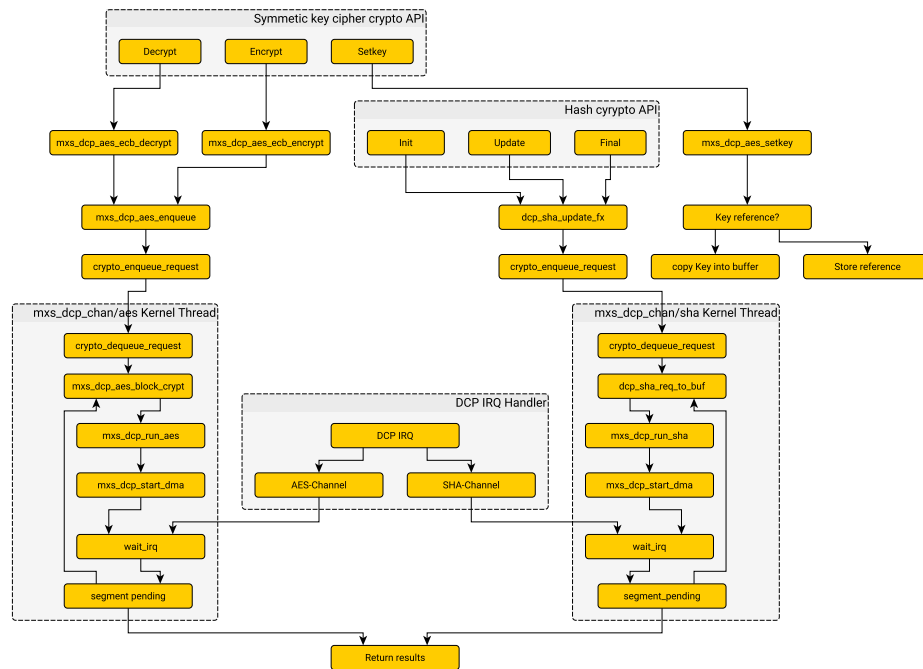 Symmetic key cipher crypto API
Decrypt
Encrypt
Setkey
Hash cyrypto API
mxs_dcp_aes_ecb_decrypt
mxs_dcp_aes_ecb_encrypt
Init
Update
Final
mxs_dcp_aes_setkey
mxs_dcp_aes_enqueue
dcp_sha_update_fx
Key reference?
crypto_enqueue_request
crypto_enqueue_request
copy Key into buffer
Store reference
mxs_dcp_chan/aes Kernel Thread
mxs_dcp_chan/sha Kernel Thread
crypto_dequeue_request
crypto_dequeue_request
mxs_dcp_aes_block_crypt
dcp_sha_req_to_buf
DCP IRQ Handler
mxs_dcp_run_aes
DCP IRQ
mxs_dcp_run_sha
mxs_dcp_start_dma
AES-Channel
SHA-Channel
mxs_dcp_start_dma
wait_irq
wait_irq
segment pending
segment_pending
Return results